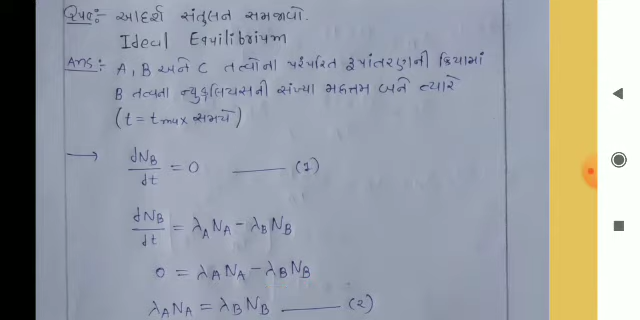 Que:- આદર્શ સંતુલન સમજાવો.
Ideal Equilibrium
Ans:- A, B અને C તત્વોના પરંપરિત રૂપાંતરણની ક્રિયામાં
B તત્વના ન્યુક્લિયસની સંખ્યા મહત્તમ બને ત્યારે
(t = tmax સમયે)
→ dNB/dt = 0 —— (1)
dNB/dt = λANA - λBNB
0 = λANA - λBNB
λANA = λBNB —— (2)